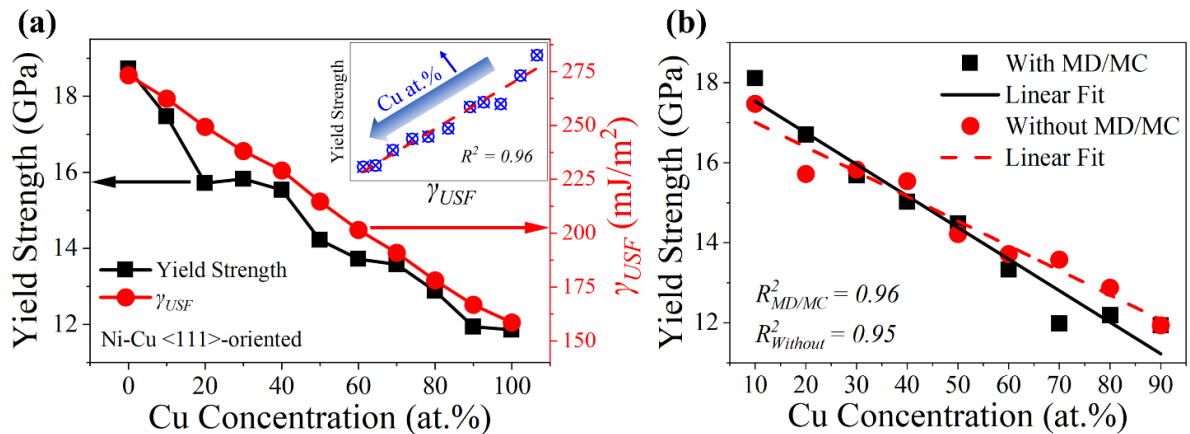 (a)
Yield Strength (GPa)
18
16
14
12
0 20 40 60 80 100
Cu Concentration (at.%)
Yield Strength
γUSF
Ni-Cu <111>-oriented
Yield Strength
Cu at.%
R² = 0.96
γUSF
275
250
225
200
175
150
γUSF (mJ/m²)
(b)
Yield Strength (GPa)
18
16
14
12
10 20 30 40 50 60 70 80 90
Cu Concentration (at.%)
With MD/MC
Linear Fit
Without MD/MC
Linear Fit
R²MD/MC = 0.96
R²Without = 0.95